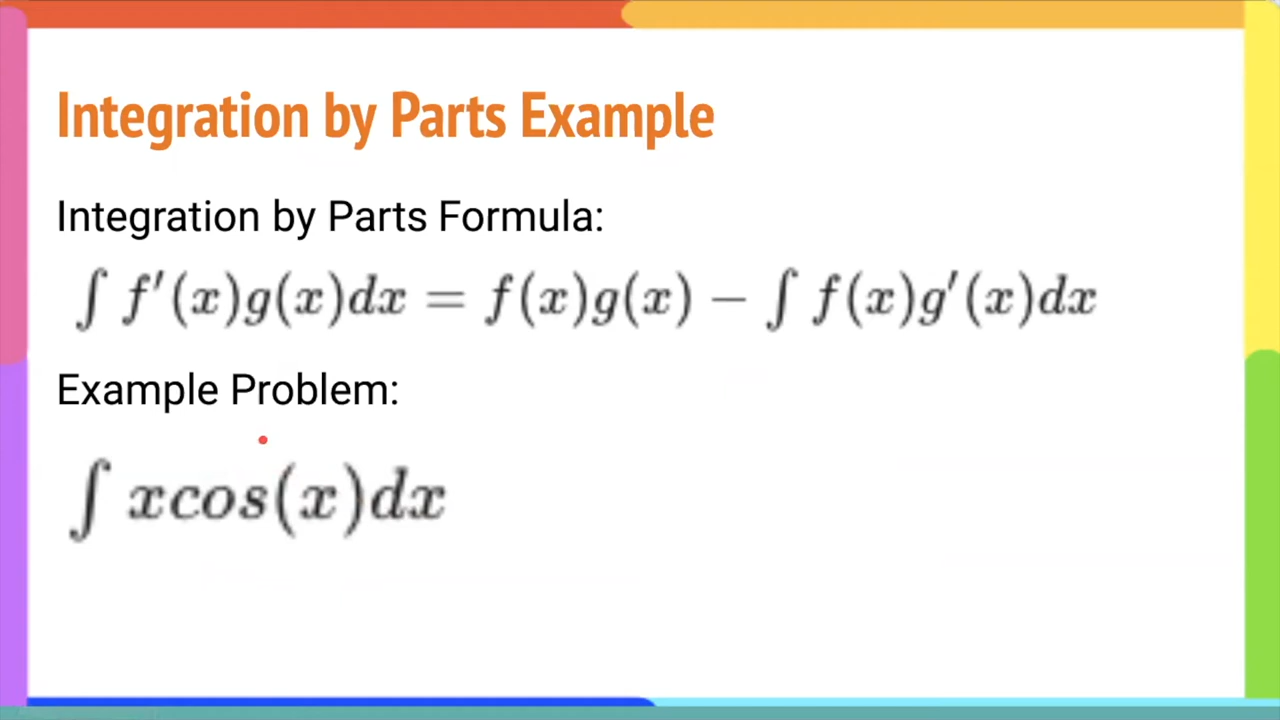 Integration by Parts Example
Integration by Parts Formula:
∫ f′(x)g(x)dx = f(x)g(x) − ∫ f(x)g′(x)dx
Example Problem:
∫ xcos(x)dx